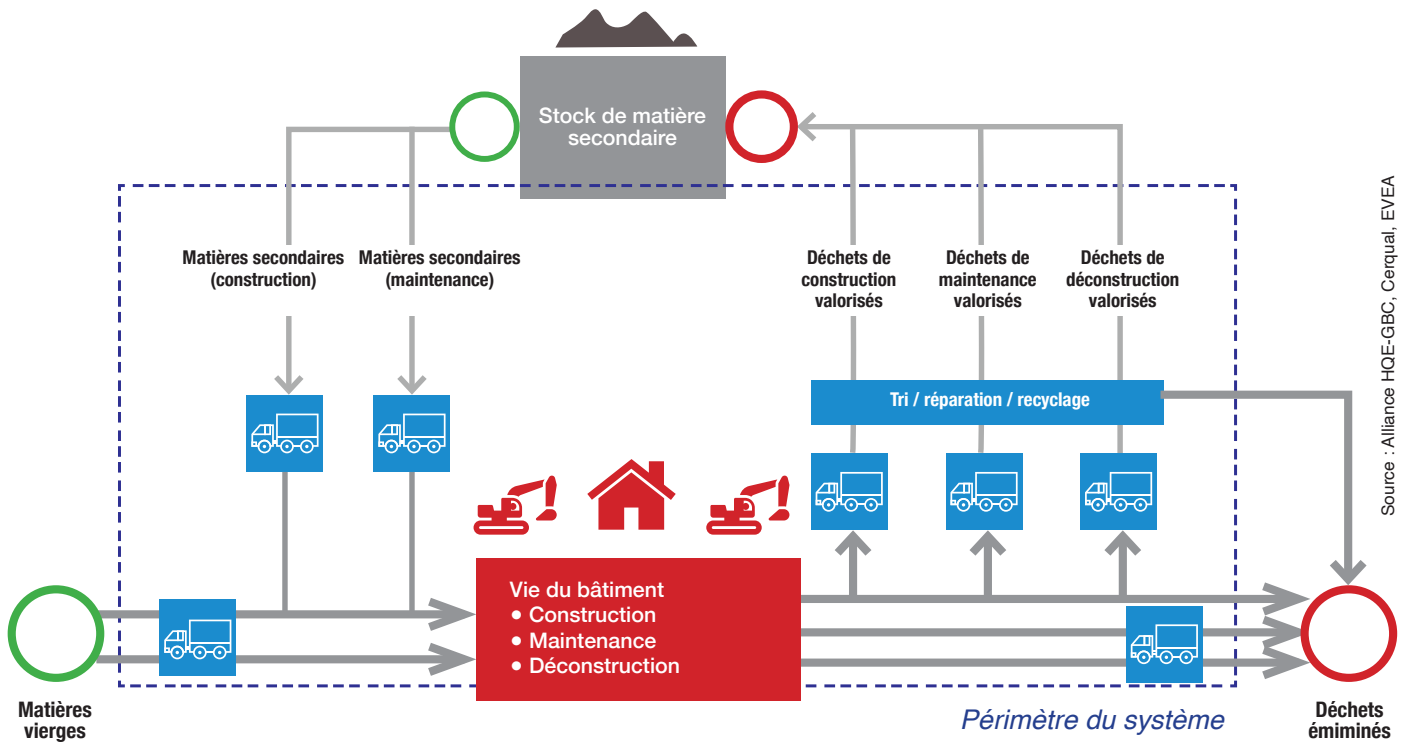 Stock de matière
secondaire
Matières secondaires
(construction)
Matières secondaires
(maintenance)
Déchets de
construction
valorisés
Déchets de
maintenance
valorisés
Déchets de
déconstruction
valorisés
Tri / réparation / recyclage
Source : Alliance HQE-GBC, Cerqual, EVEA
Vie du bâtiment
• Construction
• Maintenance
• Déconstruction
Matières
vierges
Périmètre du système
Déchets
émiminés